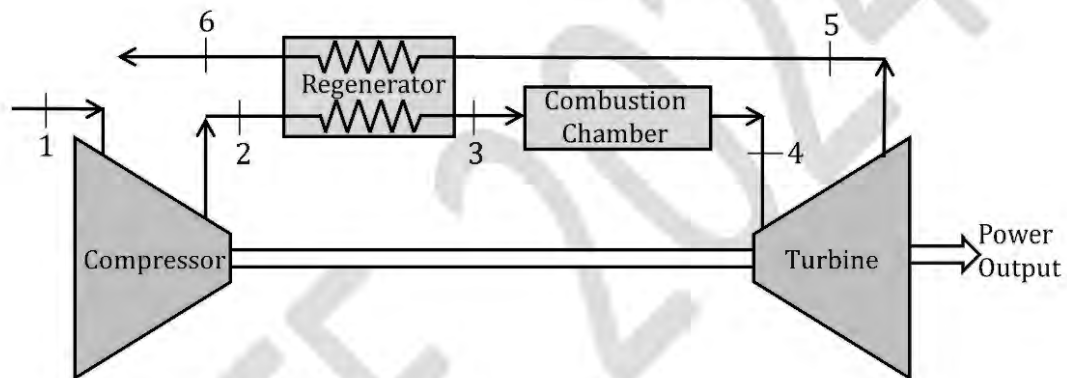 6
5
Regenerator
Combustion
Chamber
1
2
3
4
Compressor
Turbine
Power
Output